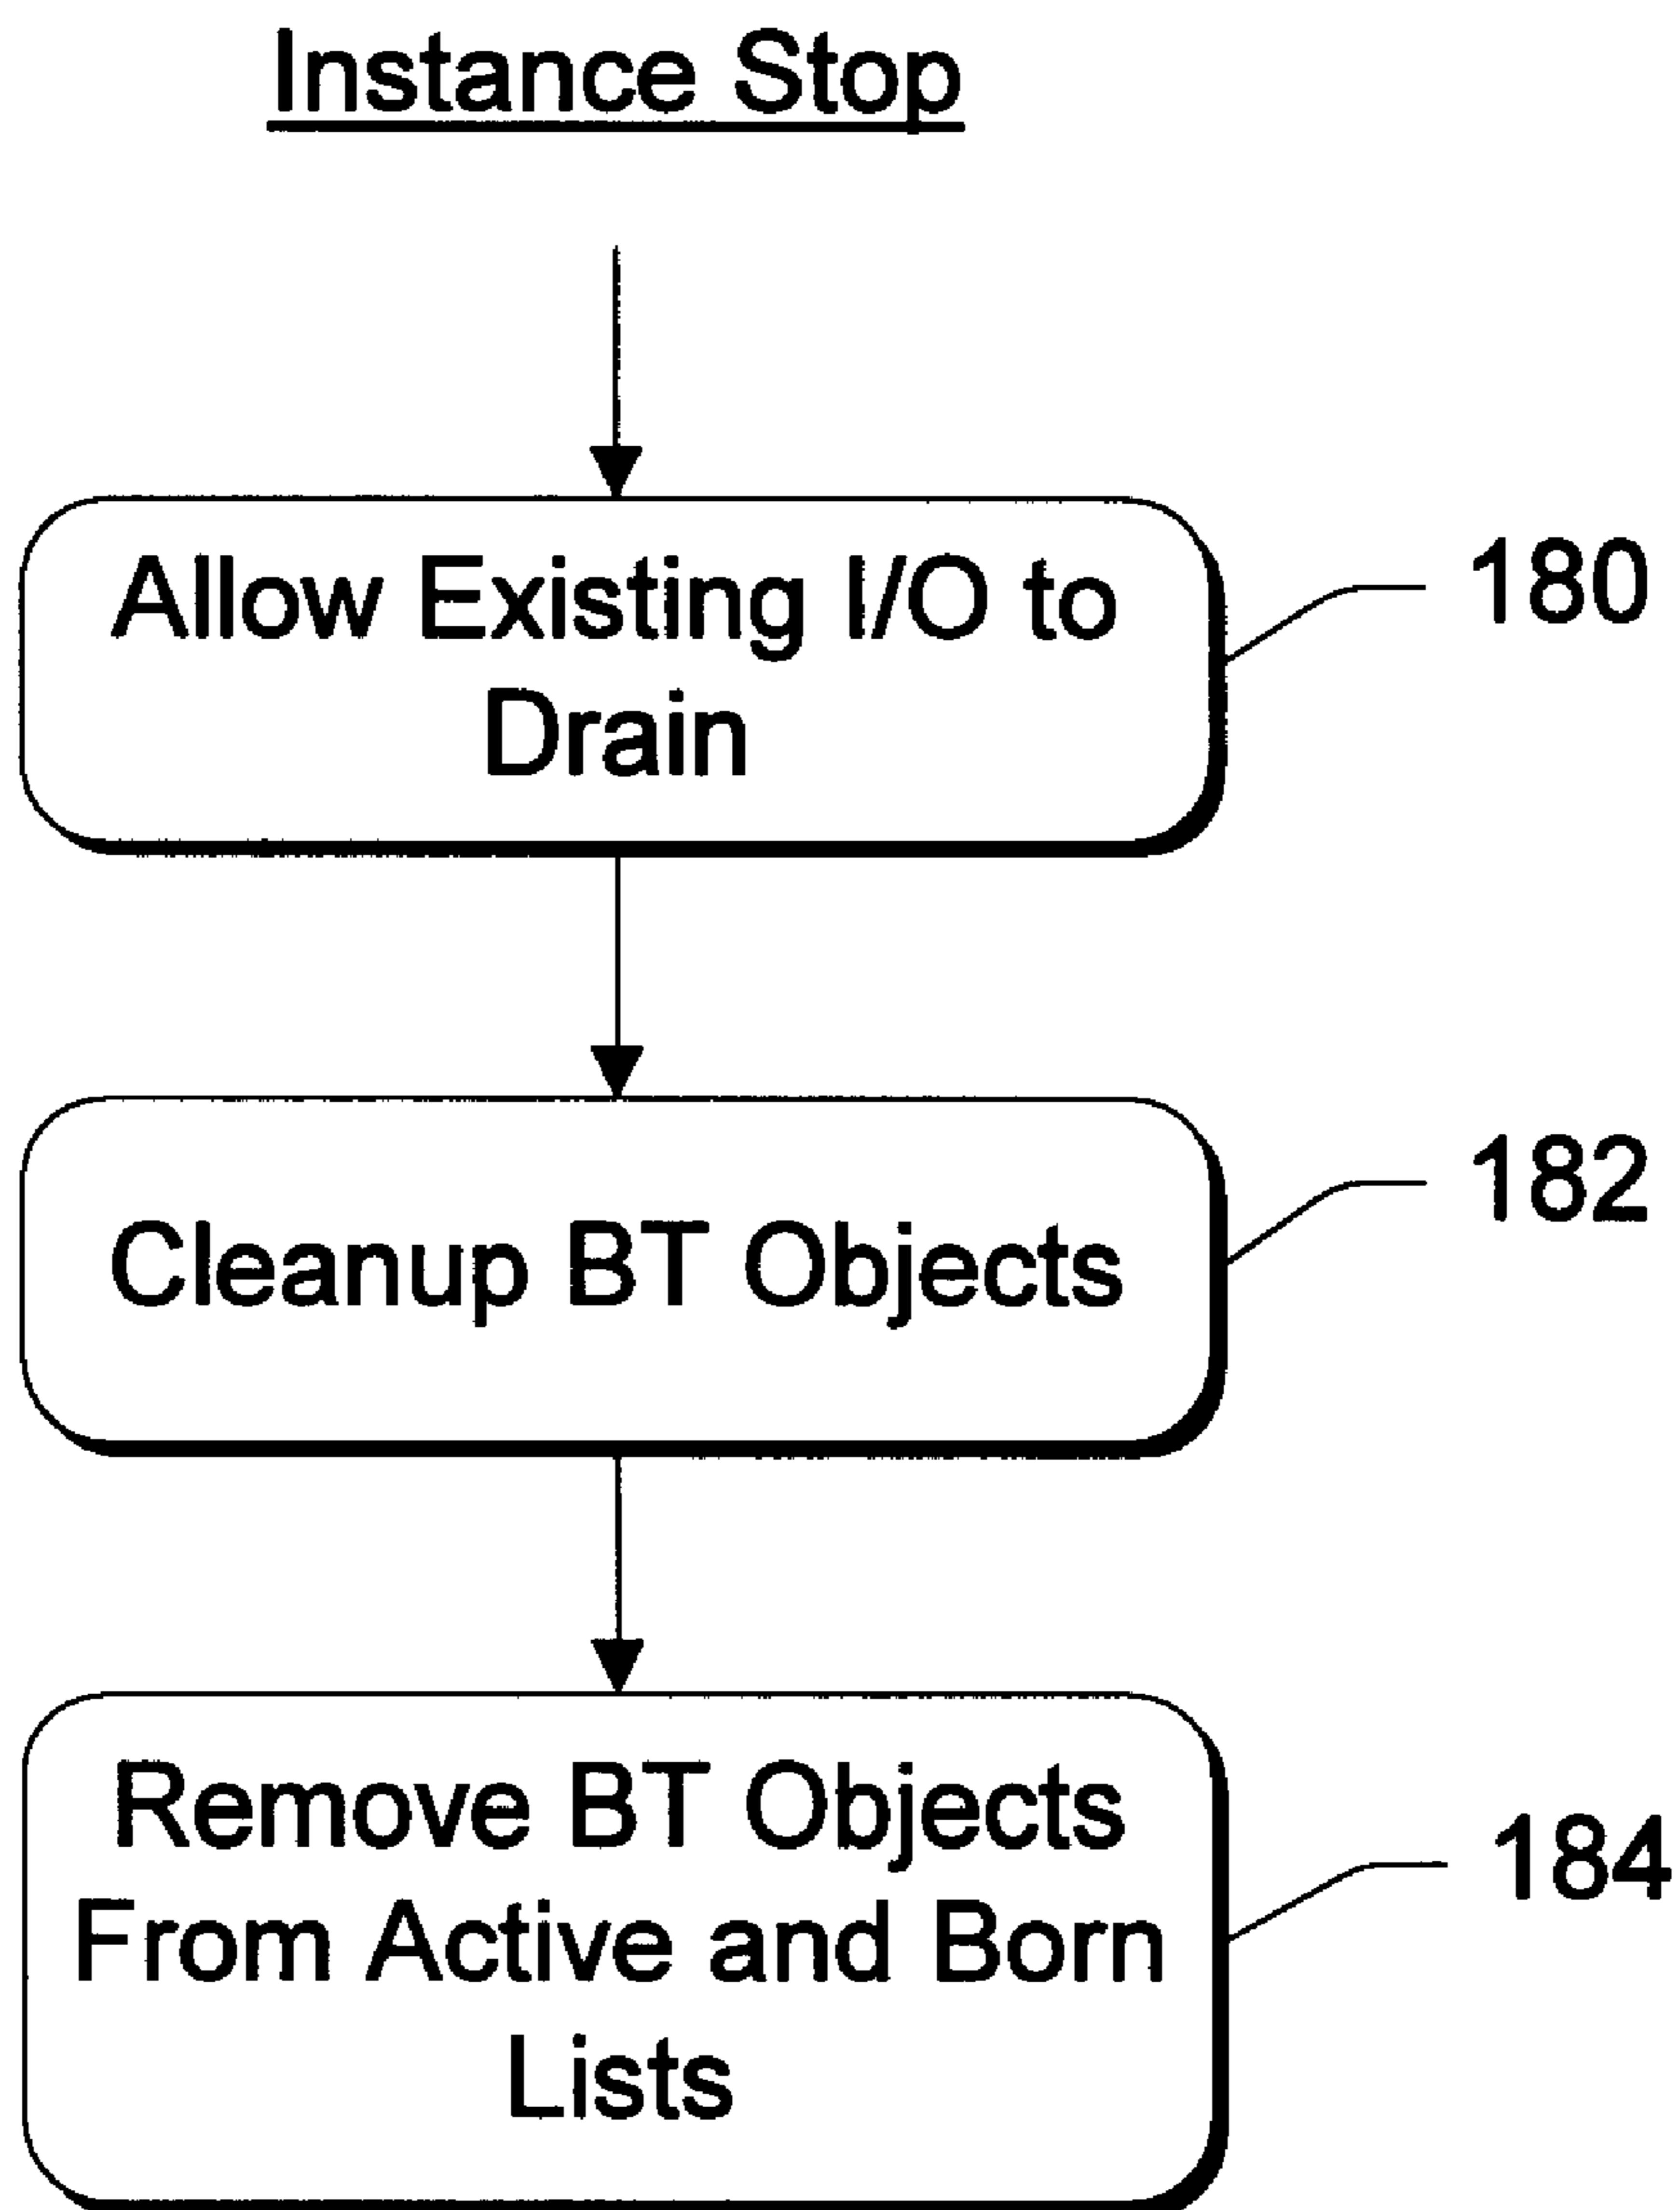 Instance Stop
Allow Existing I/O to
Drain
180
Cleanup BT Objects
182
Remove BT Objects
From Active and Born
Lists
184